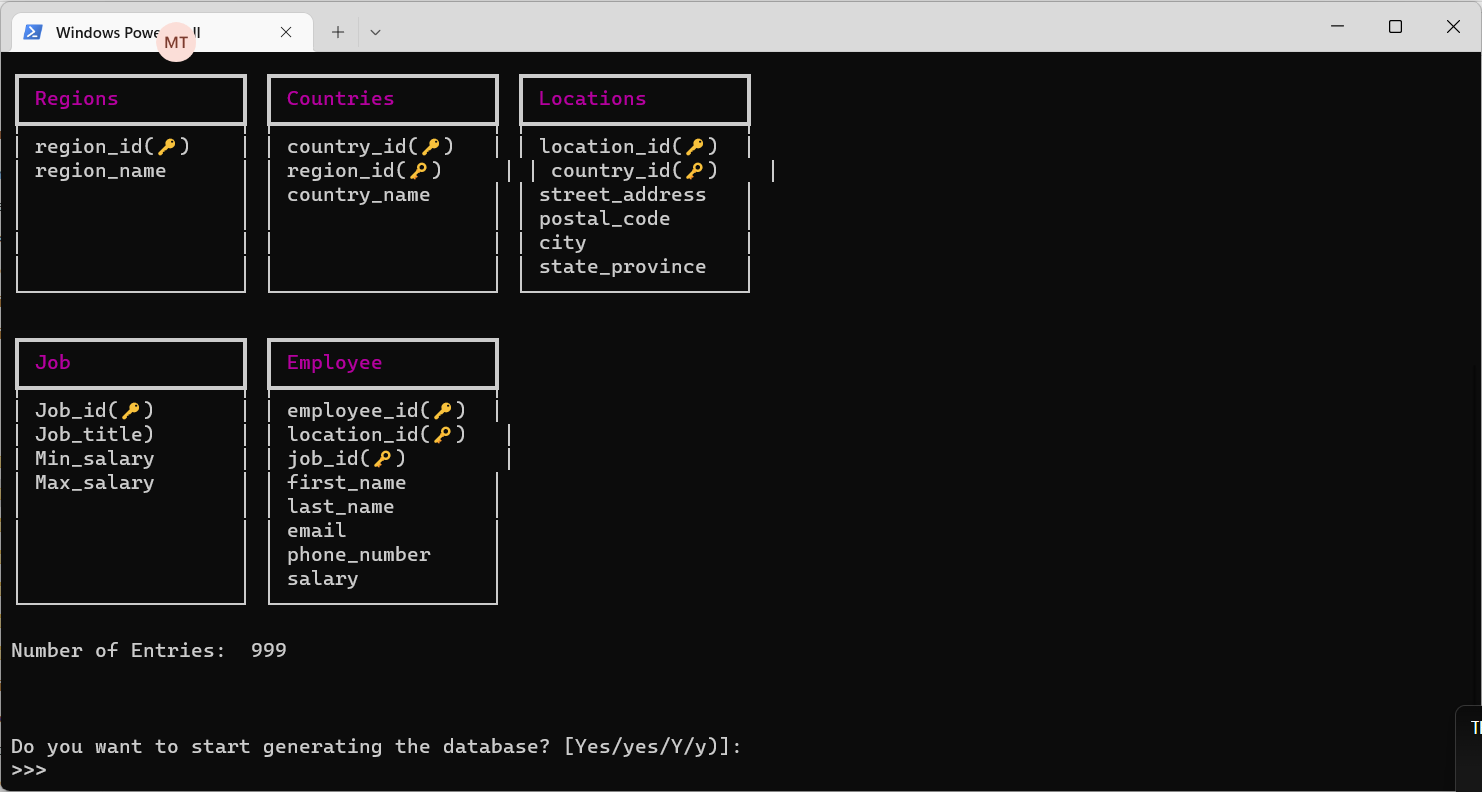 Windows Powe ll
MT
Regions Countries Locations
region_id(🔑) country_id(🔑) location_id(🔑)
region_name region_id(🗝️) country_id(🗝️)
country_name street_address
postal_code
city
state_province
Job Employee
Job_id(🔑) employee_id(🔑)
Job_title) location_id(🗝️)
Min_salary job_id(🗝️)
Max_salary first_name
last_name
email
phone_number
salary
Number of Entries: 999
Do you want to start generating the database? [Yes/yes/Y/y)]:
>>>